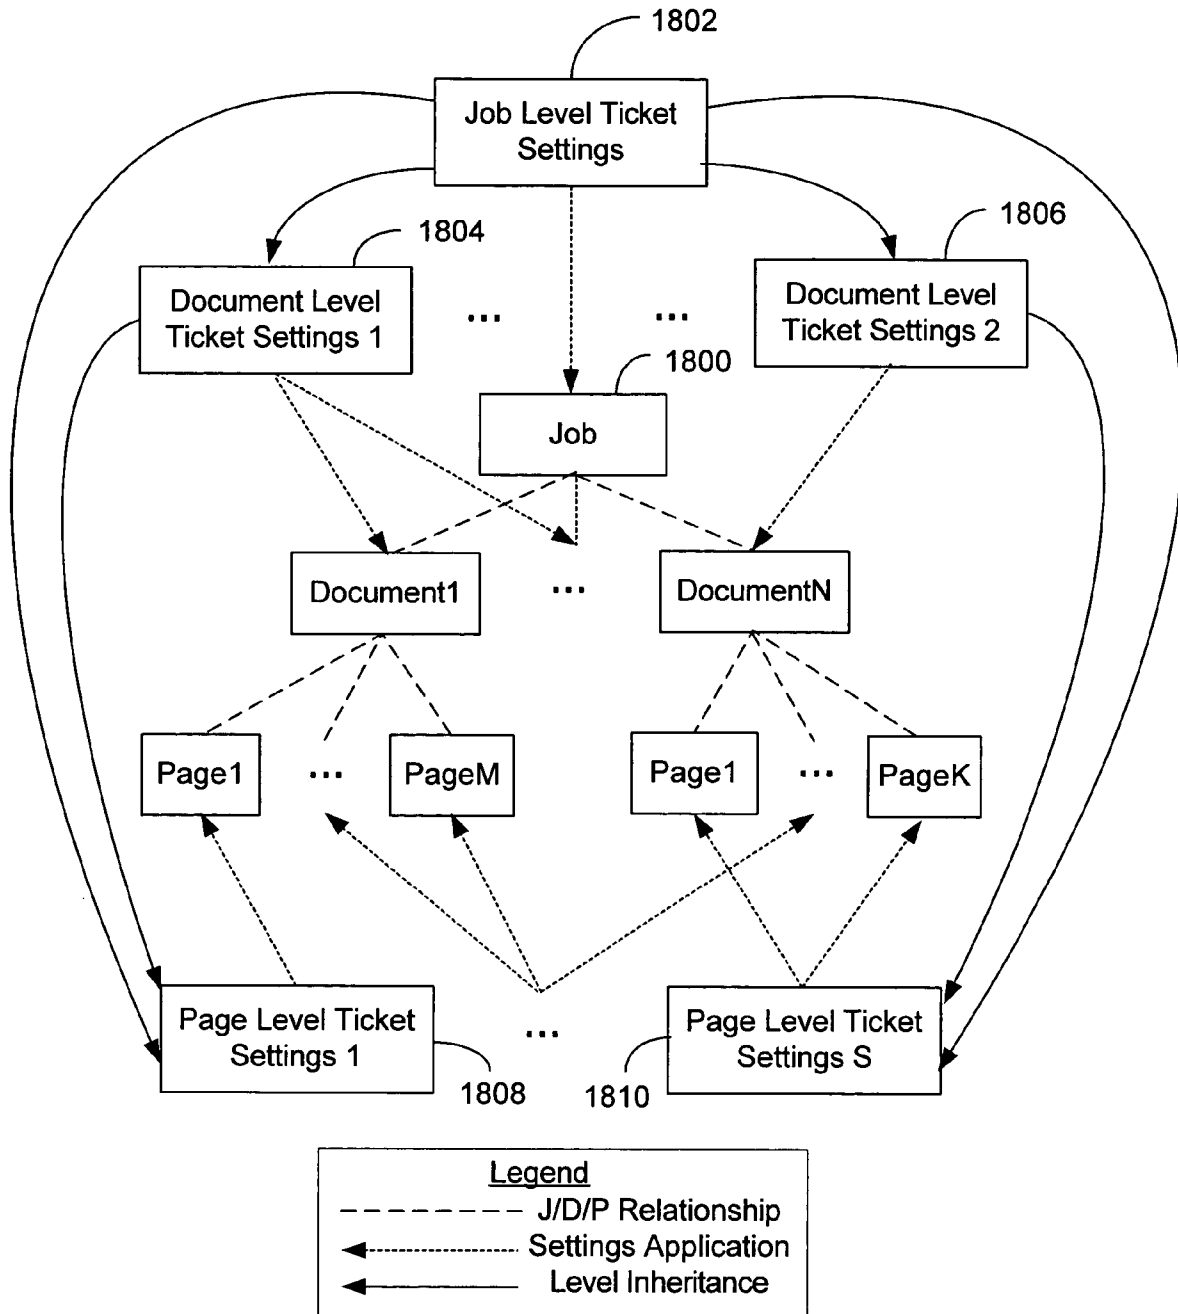 1802
Job Level Ticket
Settings
1804
1806
Document Level
Ticket Settings 1
...
...
Document Level
Ticket Settings 2
1800
Job
Document1
...
DocumentN
Page1
...
PageM
Page1
...
PageK
Page Level Ticket
Settings 1
...
Page Level Ticket
Settings S
1808
1810
Legend
J/D/P Relationship
Settings Application
Level Inheritance